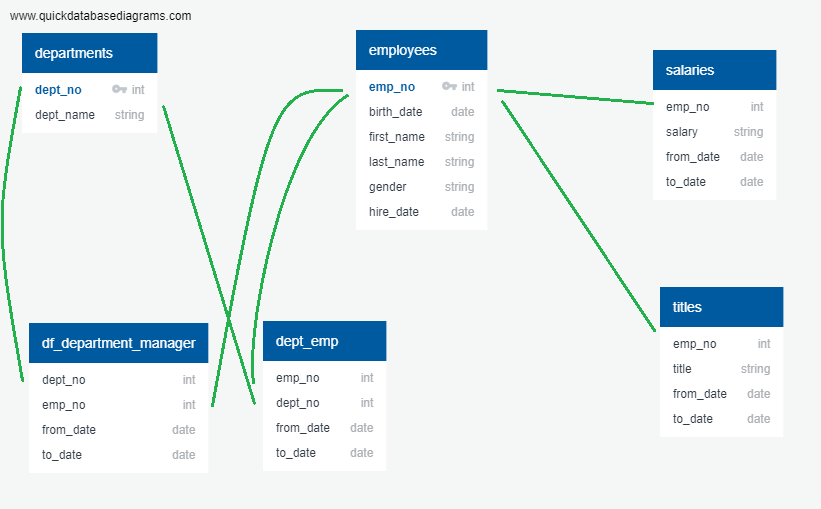 www.quickdatabasediagrams.com
departments
dept_no int
dept_name string
employees
emp_no int
birth_date date
first_name string
last_name string
gender string
hire_date date
salaries
emp_no int
salary string
from_date date
to_date date
df_department_manager
dept_no int
emp_no int
from_date date
to_date date
dept_emp
emp_no int
dept_no int
from_date date
to_date date
titles
emp_no int
title string
from_date date
to_date date